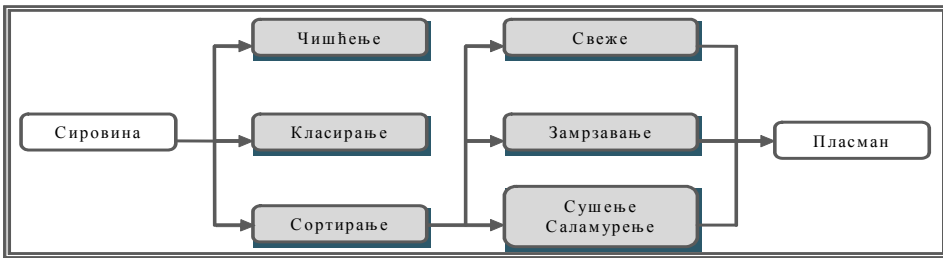 Сировина
Чишћење
Класирање
Сортирање
Свеже
Замрзавање
Сушење
Саламурење
Пласман